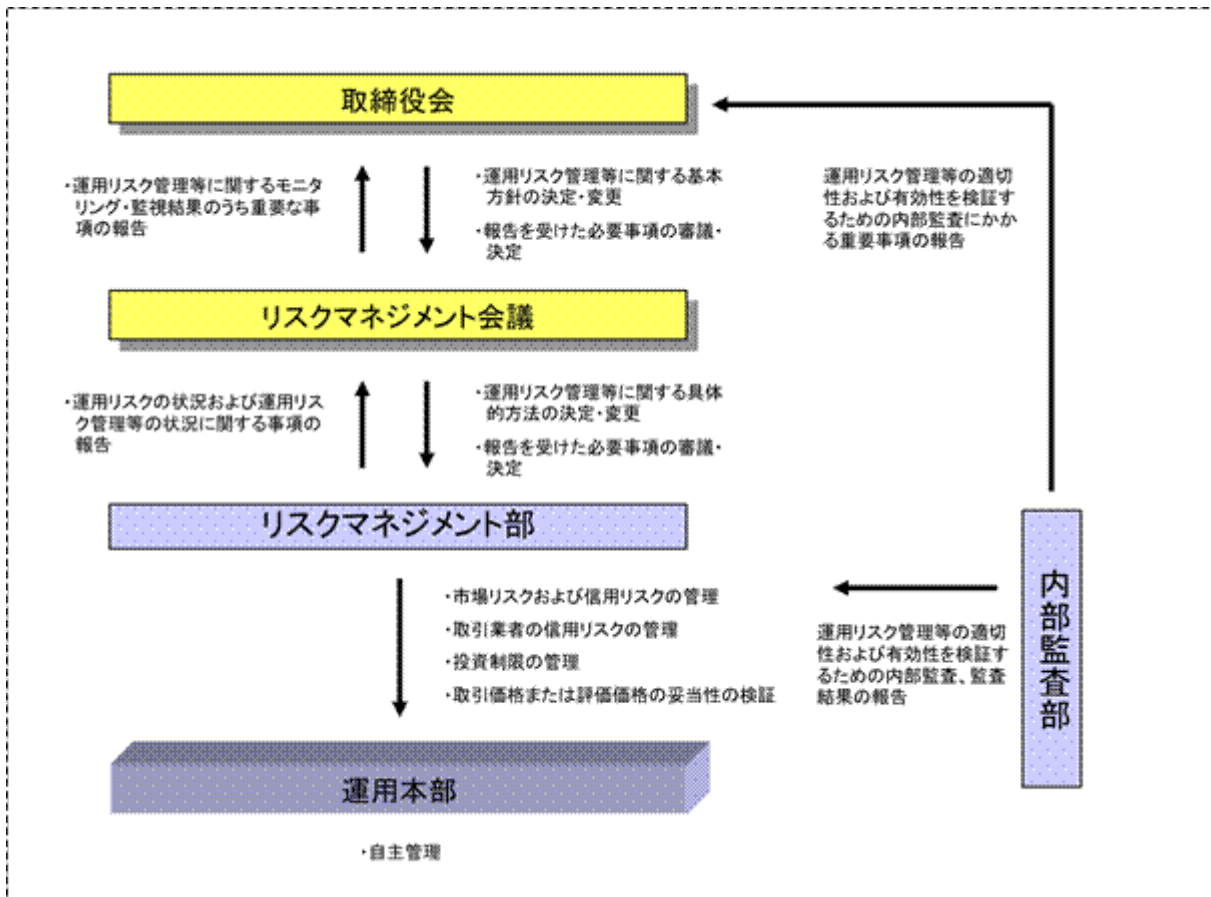 取締役会
・運用リスク管理等に関するモニタ
リング・監視結果のうち重要な事
項の報告
・運用リスク管理等に関する基本
方針の決定・変更
・報告を受けた必要事項の審議・
決定
運用リスク管理等の適切
性および有効性を検証す
るための内部監査にかか
る重要事項の報告
リスクマネジメント会議
・運用リスクの状況および運用リス
ク管理等の状況に関する事項の
報告
・運用リスク管理等に関する具体
的方法の決定・変更
・報告を受けた必要事項の審議・
決定
リスクマネジメント部
・市場リスクおよび信用リスクの管理
・取引業者の信用リスクの管理
・投資制限の管理
・取引価格または評価価格の妥当性の検証
運用リスク管理等の適切
性および有効性を検証す
るための内部監査、監査
結果の報告
内部監査部
運用本部
・自主管理